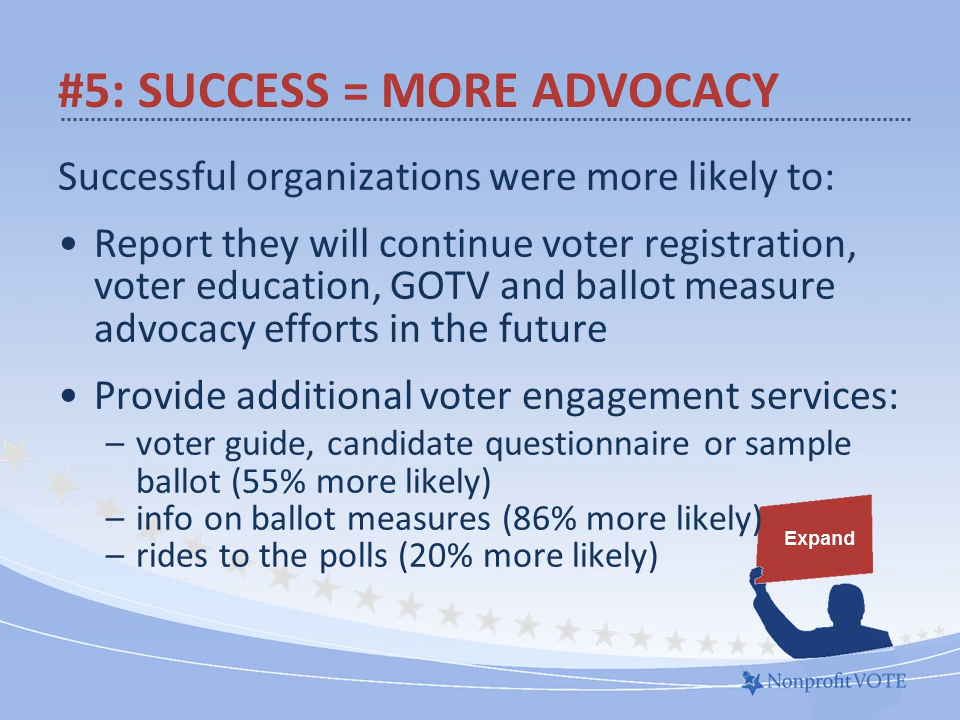 #5: SUCCESS = MORE ADVOCACY
Successful organizations were more likely to:
• Report they will continue voter registration,
voter education, GOTV and ballot measure
advocacy efforts in the future
• Provide additional voter engagement services:
– voter guide, candidate questionnaire or sample
ballot (55% more likely)
– info on ballot measures (86% more likely)
– rides to the polls (20% more likely)
Expand
NonprofitVOTE